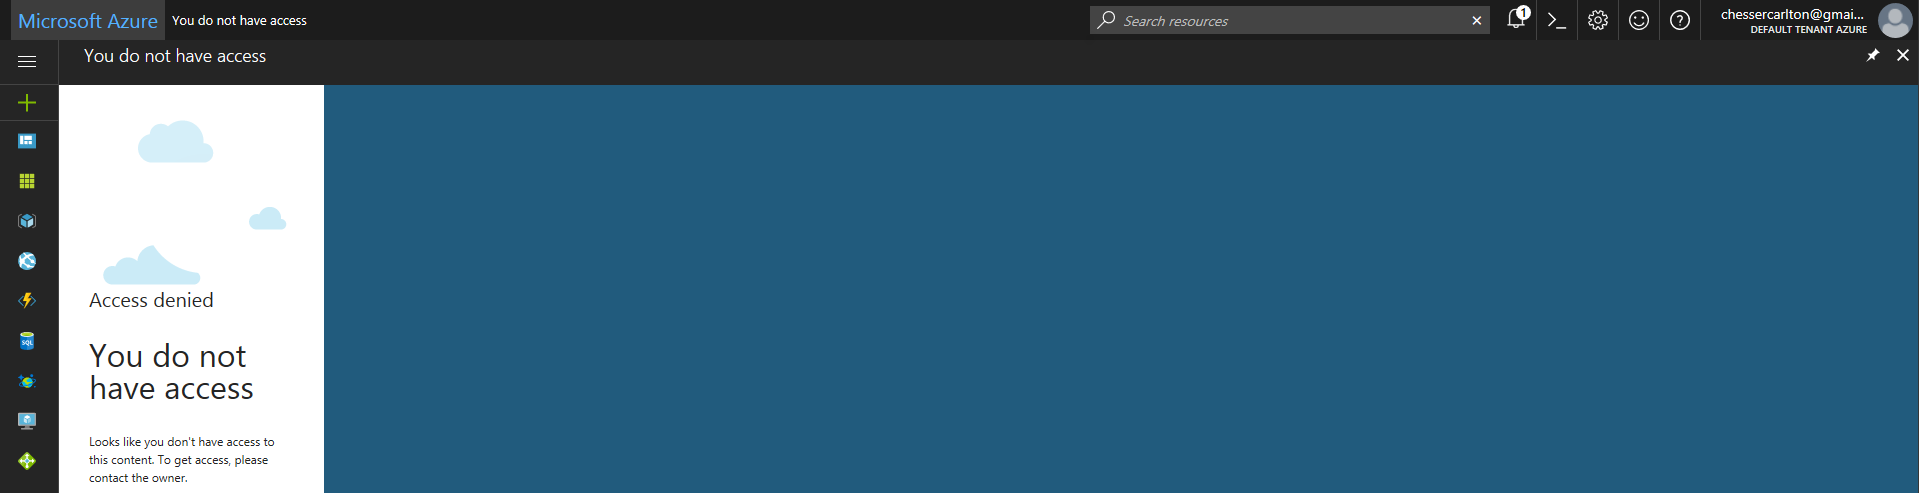 Microsoft Azure
You do not have access
Search resources
1
chessercarlton@gmai...
DEFAULT TENANT AZURE
You do not have access
SQL
Access denied
You do not
have access
Looks like you don't have access to
this content. To get access, please
contact the owner.